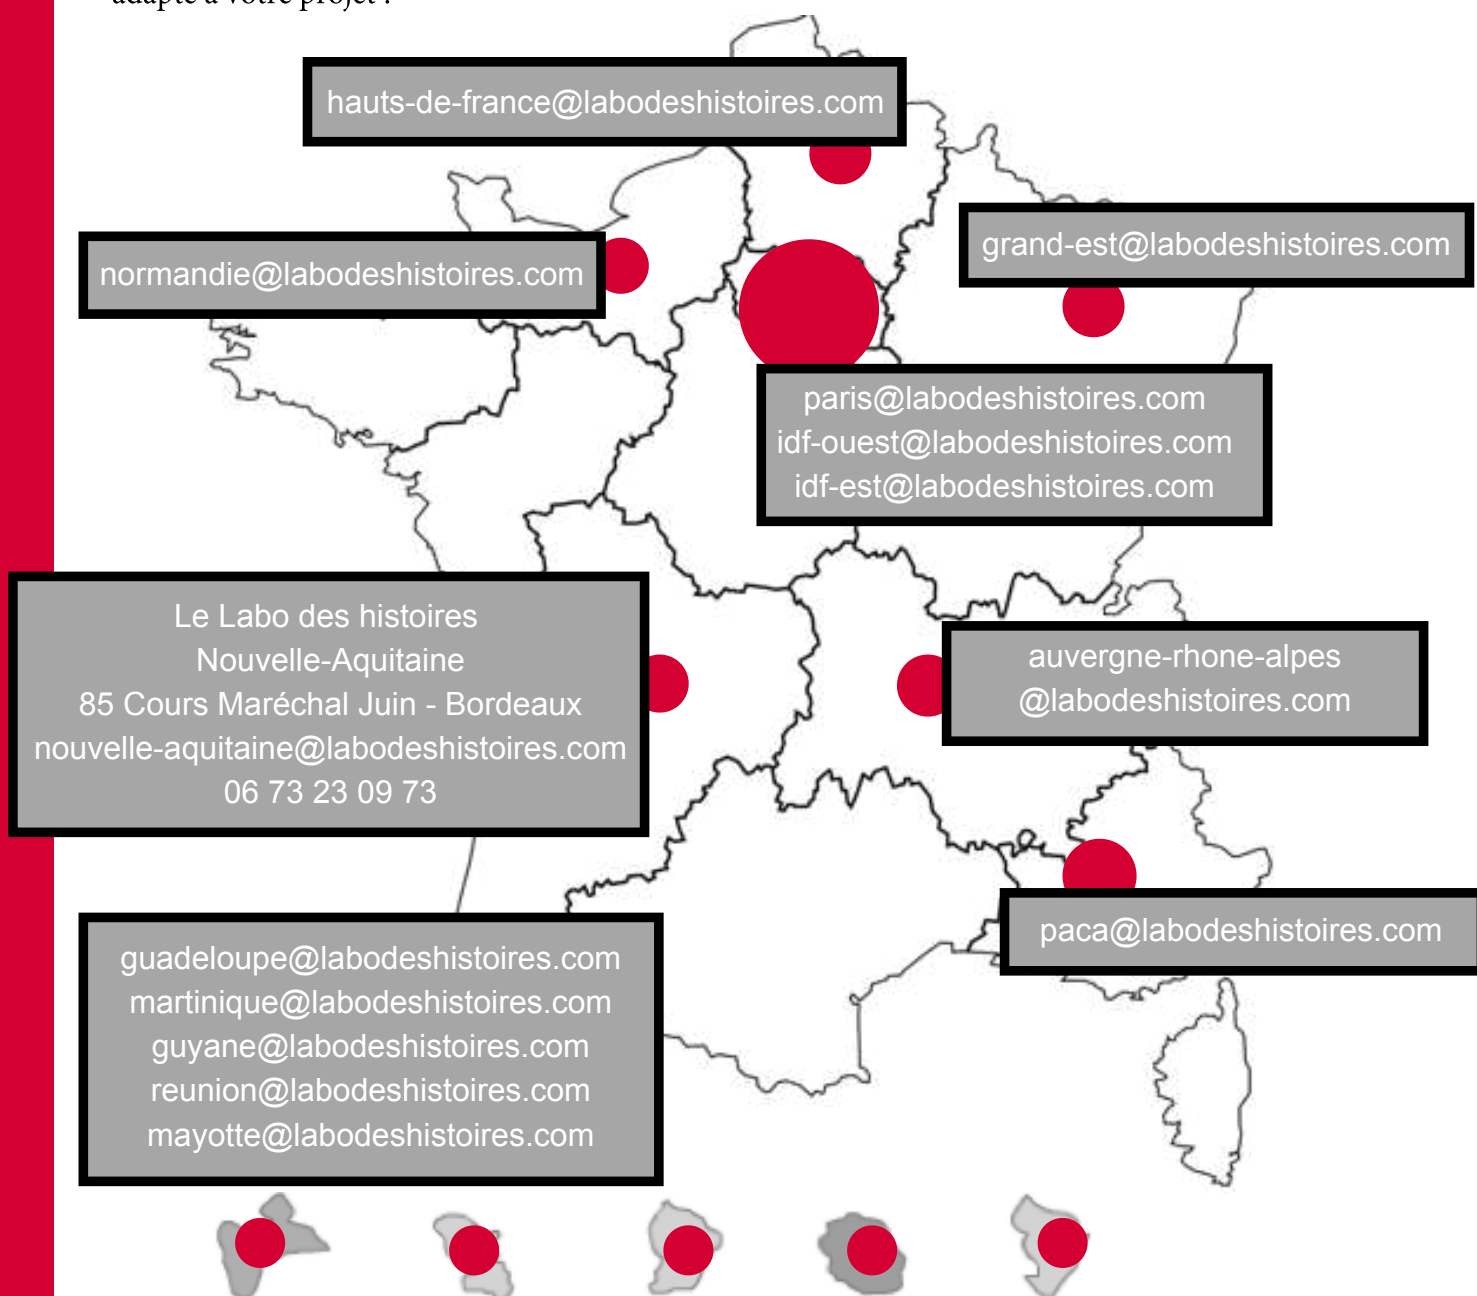 adapté à votre projet !
hauts-de-france@labodeshistoires.com
normandie@labodeshistoires.com
grand-est@labodeshistoires.com
paris@labodeshistoires.com
idf-ouest@labodeshistoires.com
idf-est@labodeshistoires.com
Le Labo des histoires
Nouvelle-Aquitaine
85 Cours Maréchal Juin - Bordeaux
nouvelle-aquitaine@labodeshistoires.com
06 73 23 09 73
auvergne-rhone-alpes
@labodeshistoires.com
paca@labodeshistoires.com
guadeloupe@labodeshistoires.com
martinique@labodeshistoires.com
guyane@labodeshistoires.com
reunion@labodeshistoires.com
mayotte@labodeshistoires.com